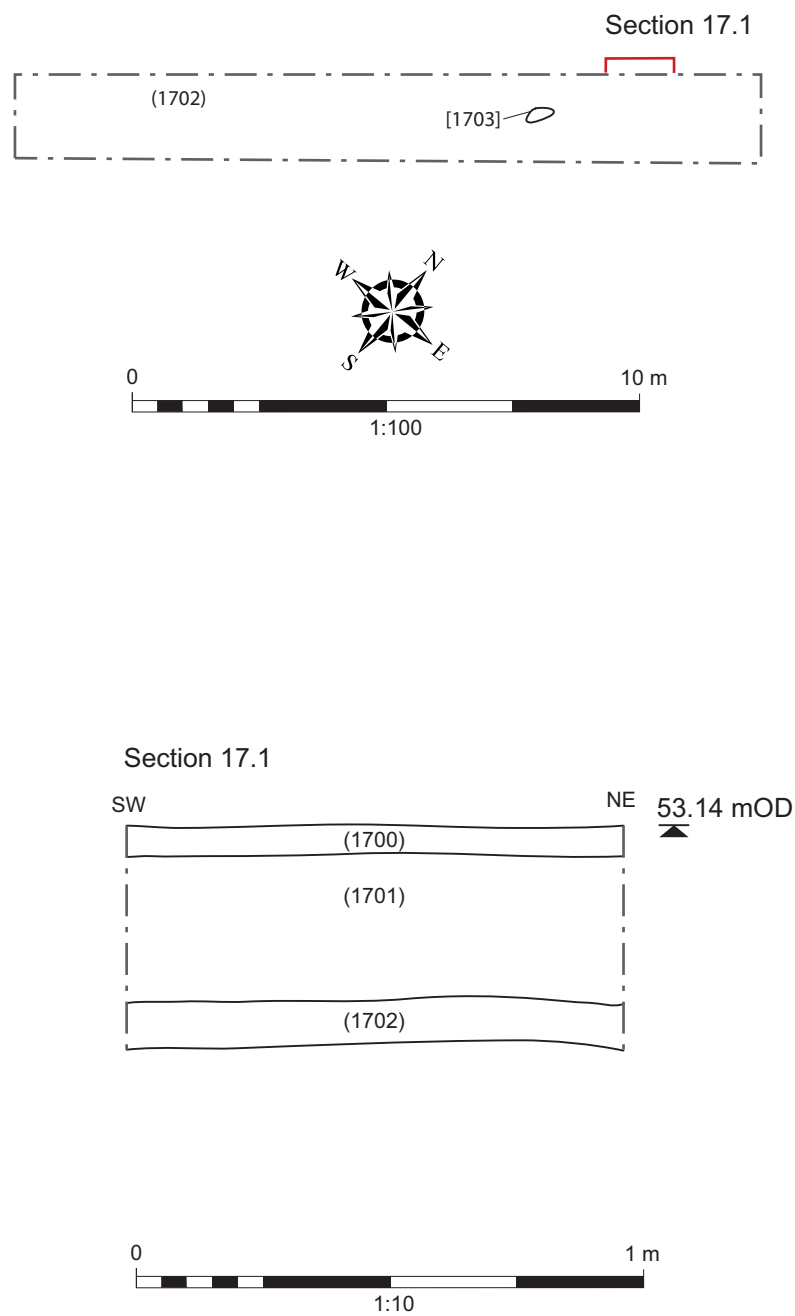 Section 17.1
(1702)
[1703]
W N
S E
0 10 m
1:100
Section 17.1
SW NE 53.14 mOD
(1700)
(1701)
(1702)
0 1 m
1:10